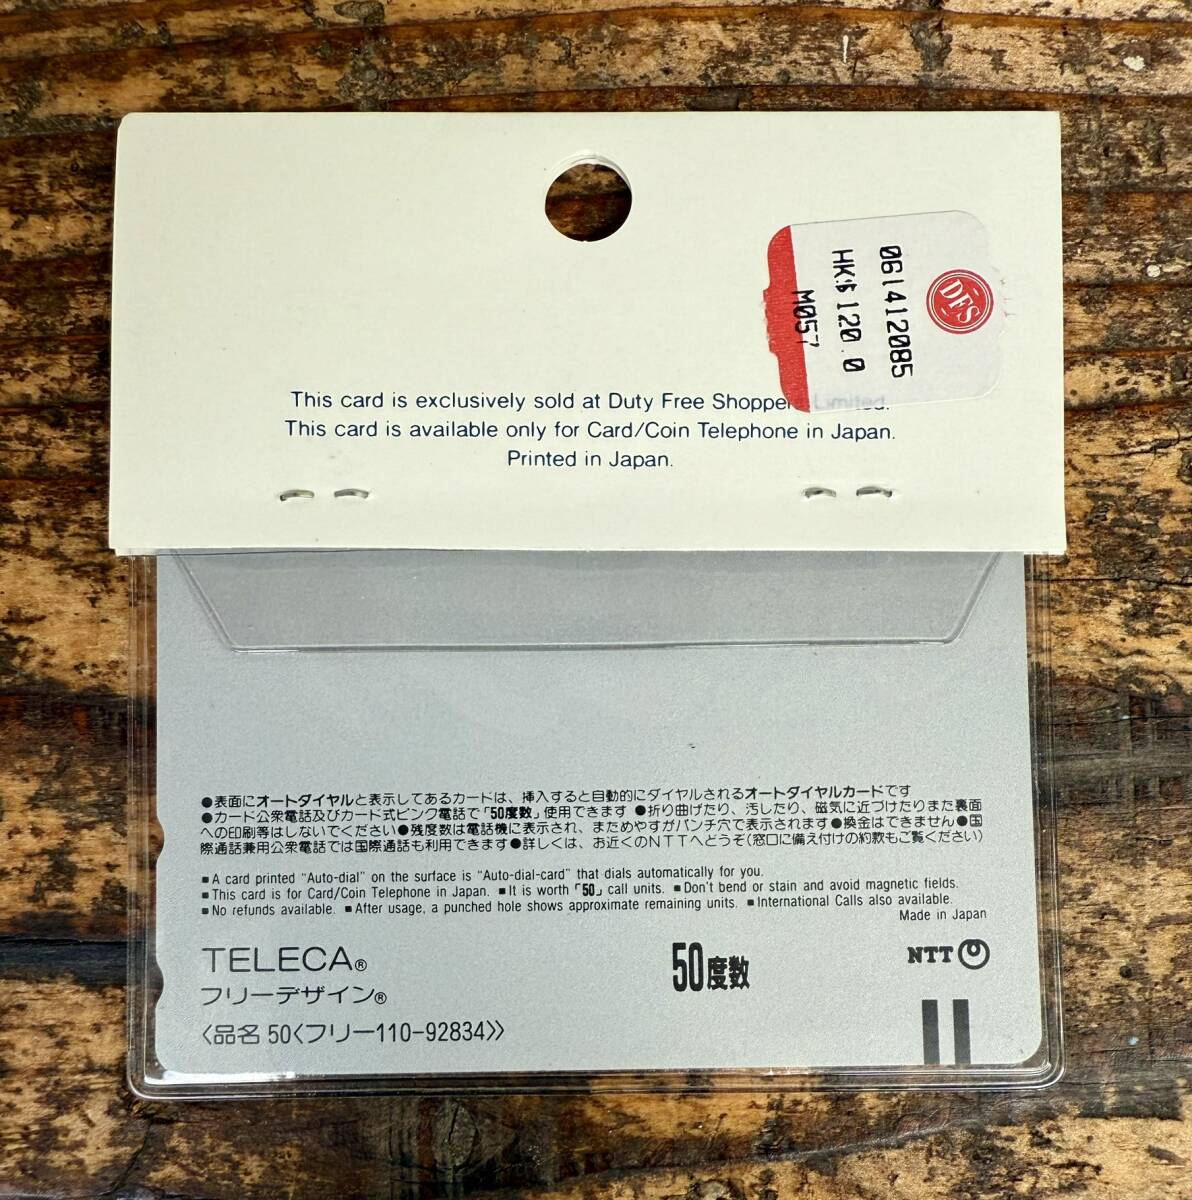 DFS
061412085
HK$120.0
M057
This card is exclusively sold at Duty Free Shoppers Limited.
This card is available only for Card/Coin Telephone in Japan.
Printed in Japan.
●表面にオートダイヤルと表示してあるカードは、挿入すると自動的にダイヤルされるオートダイヤルカードです
●カード公衆電話及びカード式ピンク電話で「50度数」使用できます ●折り曲げたり、汚したり、磁気に近づけたりまた裏面
への印刷等はしないでください●残度数は電話機に表示され、まためやすがパンチ穴で表示されます●換金はできません●国
際通話兼用公衆電話では国際通話も利用できます●詳しくは、お近くのNTTへどうぞ(窓口に備え付けの約款もご覧ください)
■A card printed "Auto-dial" on the surface is "Auto-dial-card" that dials automatically for you.
■This card is for Card/Coin Telephone in Japan. ■It is worth「50」call units. ■Don't bend or stain and avoid magnetic fields.
■No refunds available. ■After usage, a punched hole shows approximate remaining units. ■International Calls also available.
Made in Japan
TELECA®
フリーデザイン®
50度数
NTT
〈品名 50〈フリー110-92834〉〉